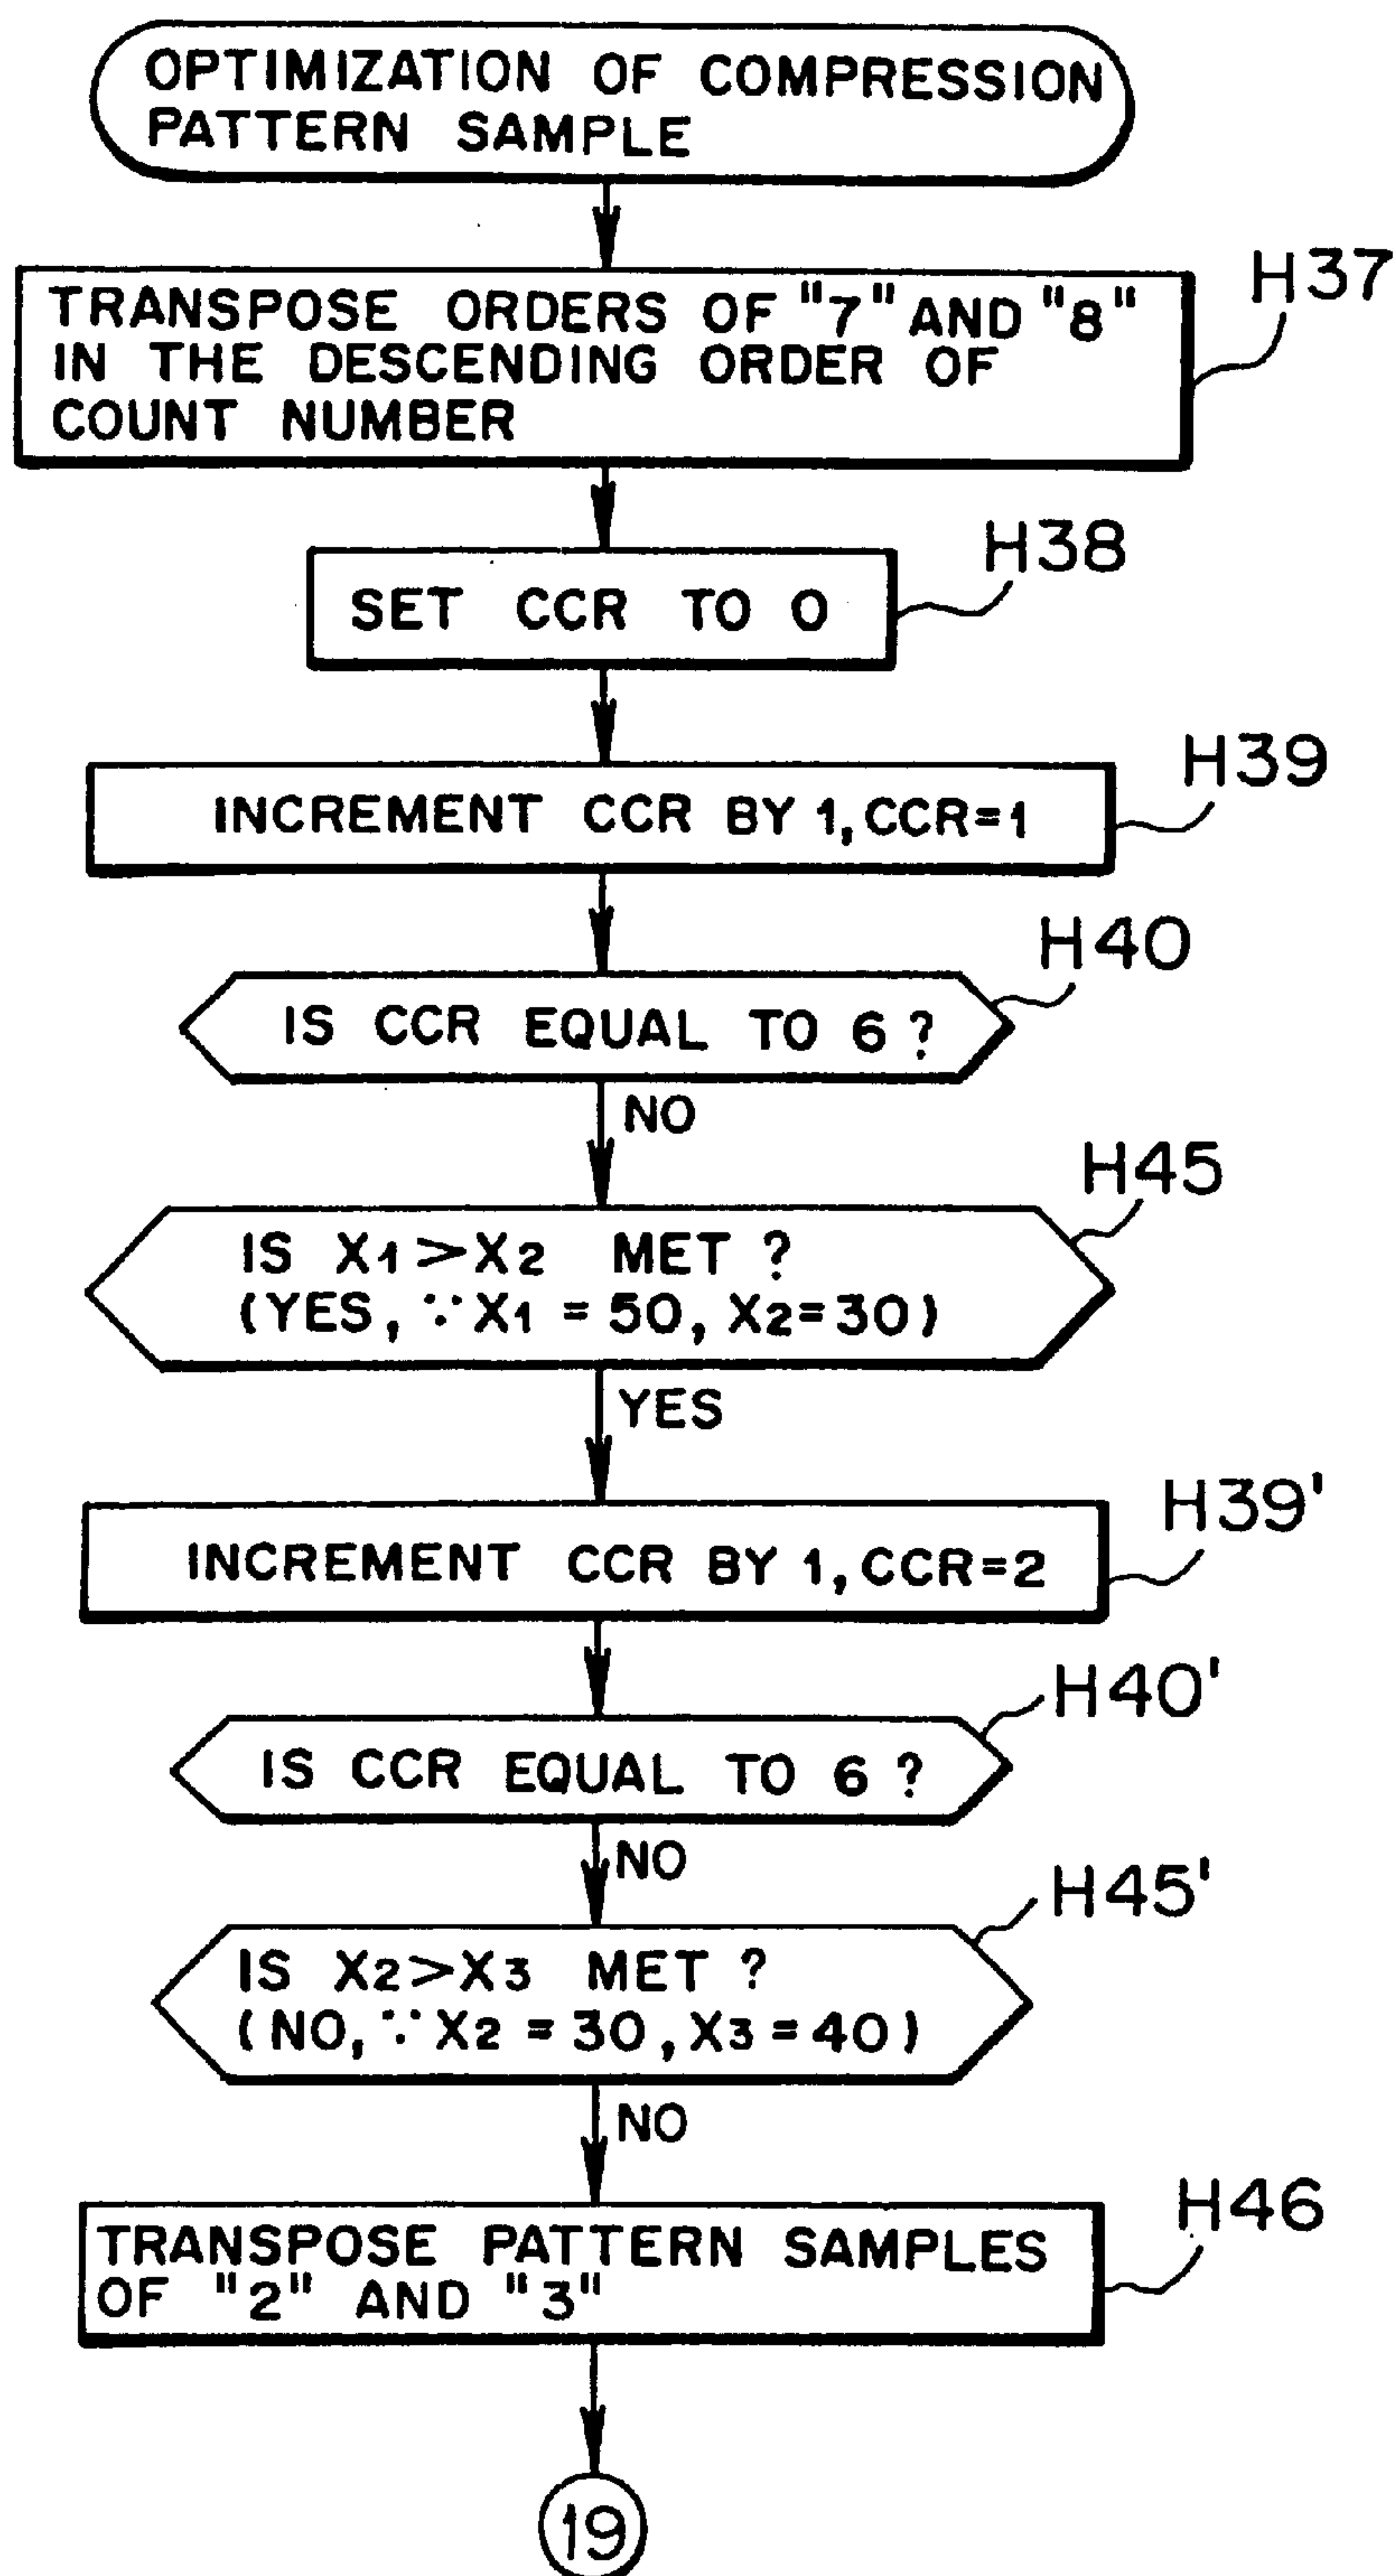 OPTIMIZATION OF COMPRESSION
PATTERN SAMPLE
H37
TRANSPOSE ORDERS OF "7" AND "8"
IN THE DESCENDING ORDER OF
COUNT NUMBER
H38
SET CCR TO 0
H39
INCREMENT CCR BY 1, CCR=1
H40
IS CCR EQUAL TO 6 ?
NO
H45
IS X1>X2 MET ?
(YES, ∵X1 = 50, X2=30)
YES
H39'
INCREMENT CCR BY 1, CCR=2
H40'
IS CCR EQUAL TO 6 ?
NO
H45'
IS X2>X3 MET ?
(NO, ∵X2 = 30, X3 = 40)
NO
H46
TRANSPOSE PATTERN SAMPLES
OF "2" AND "3"
19